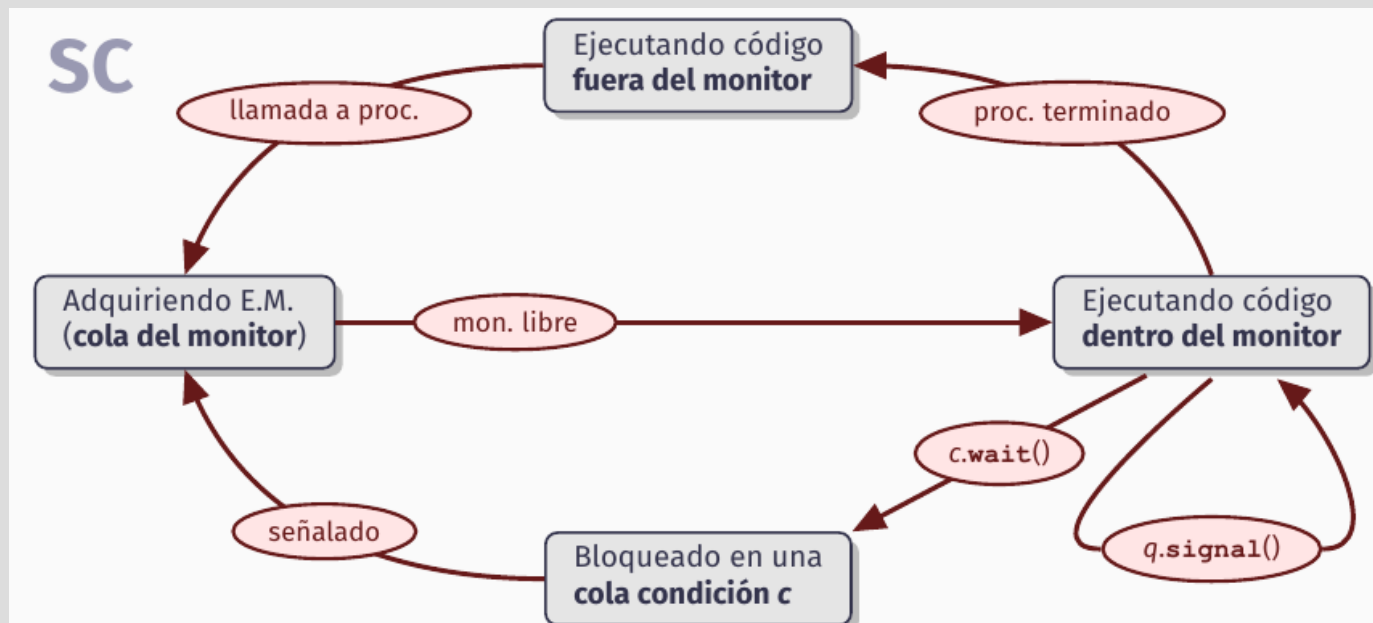 SC
Ejecutando código
fuera del monitor
llamada a proc.
proc. terminado
Adquiriendo E.M.
(cola del monitor)
mon. libre
Ejecutando código
dentro del monitor
c.wait()
señalado
Bloqueado en una
cola condición c
q.signal()